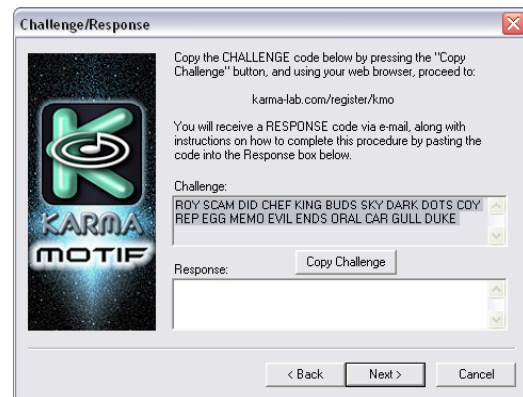 Challenge/Response
Copy the CHALLENGE code below by pressing the "Copy
Challenge" button, and using your web browser, proceed to:
karma-lab.com/register/kmo
You will receive a RESPONSE code via e-mail, along with
instructions on how to complete this procedure by pasting the
code into the Response box below.
Challenge:
ROY SCAM DID CHEF KING BUDS SKY DARK DOTS COY
REP EGG MEMO EVIL ENDS ORAL CAR GULL DUKE
KARMA
MOTIF
Response:
Copy Challenge
< Back
Next >
Cancel